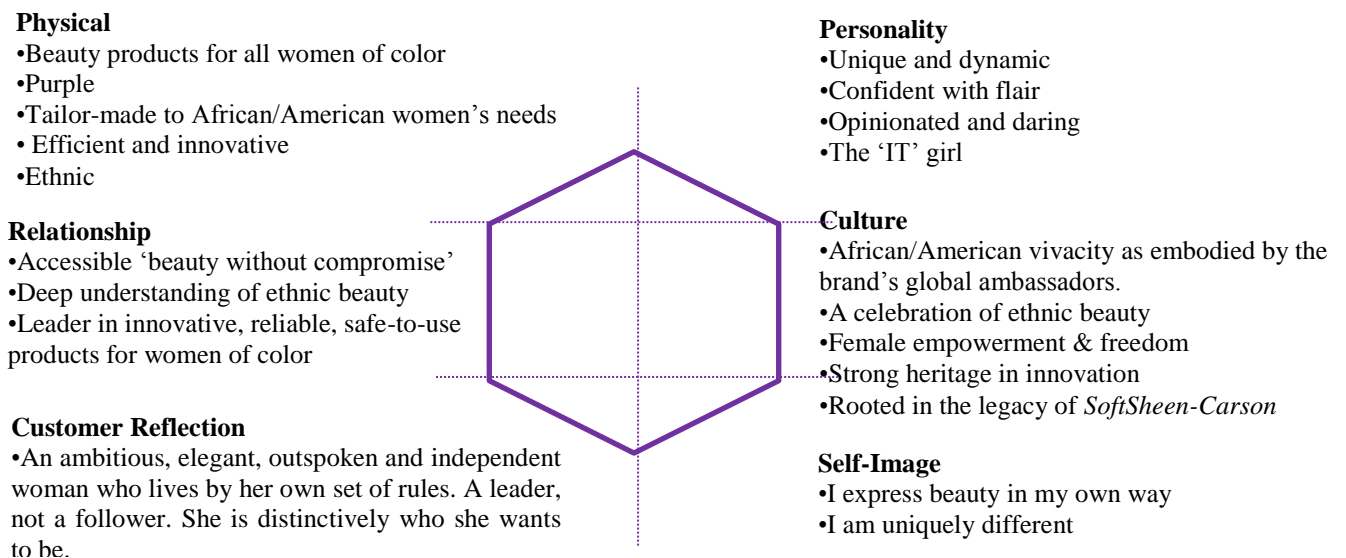 Physical
•Beauty products for all women of color
•Purple
•Tailor-made to African/American women’s needs
• Efficient and innovative
•Ethnic
Personality
•Unique and dynamic
•Confident with flair
•Opinionated and daring
•The ‘IT’ girl
Relationship
•Accessible ‘beauty without compromise’
•Deep understanding of ethnic beauty
•Leader in innovative, reliable, safe-to-use
products for women of color
Culture
•African/American vivacity as embodied by the
brand’s global ambassadors.
•A celebration of ethnic beauty
•Female empowerment & freedom
•Strong heritage in innovation
•Rooted in the legacy of SoftSheen-Carson
Customer Reflection
•An ambitious, elegant, outspoken and independent
woman who lives by her own set of rules. A leader,
not a follower. She is distinctively who she wants
to be.
Self-Image
•I express beauty in my own way
•I am uniquely different